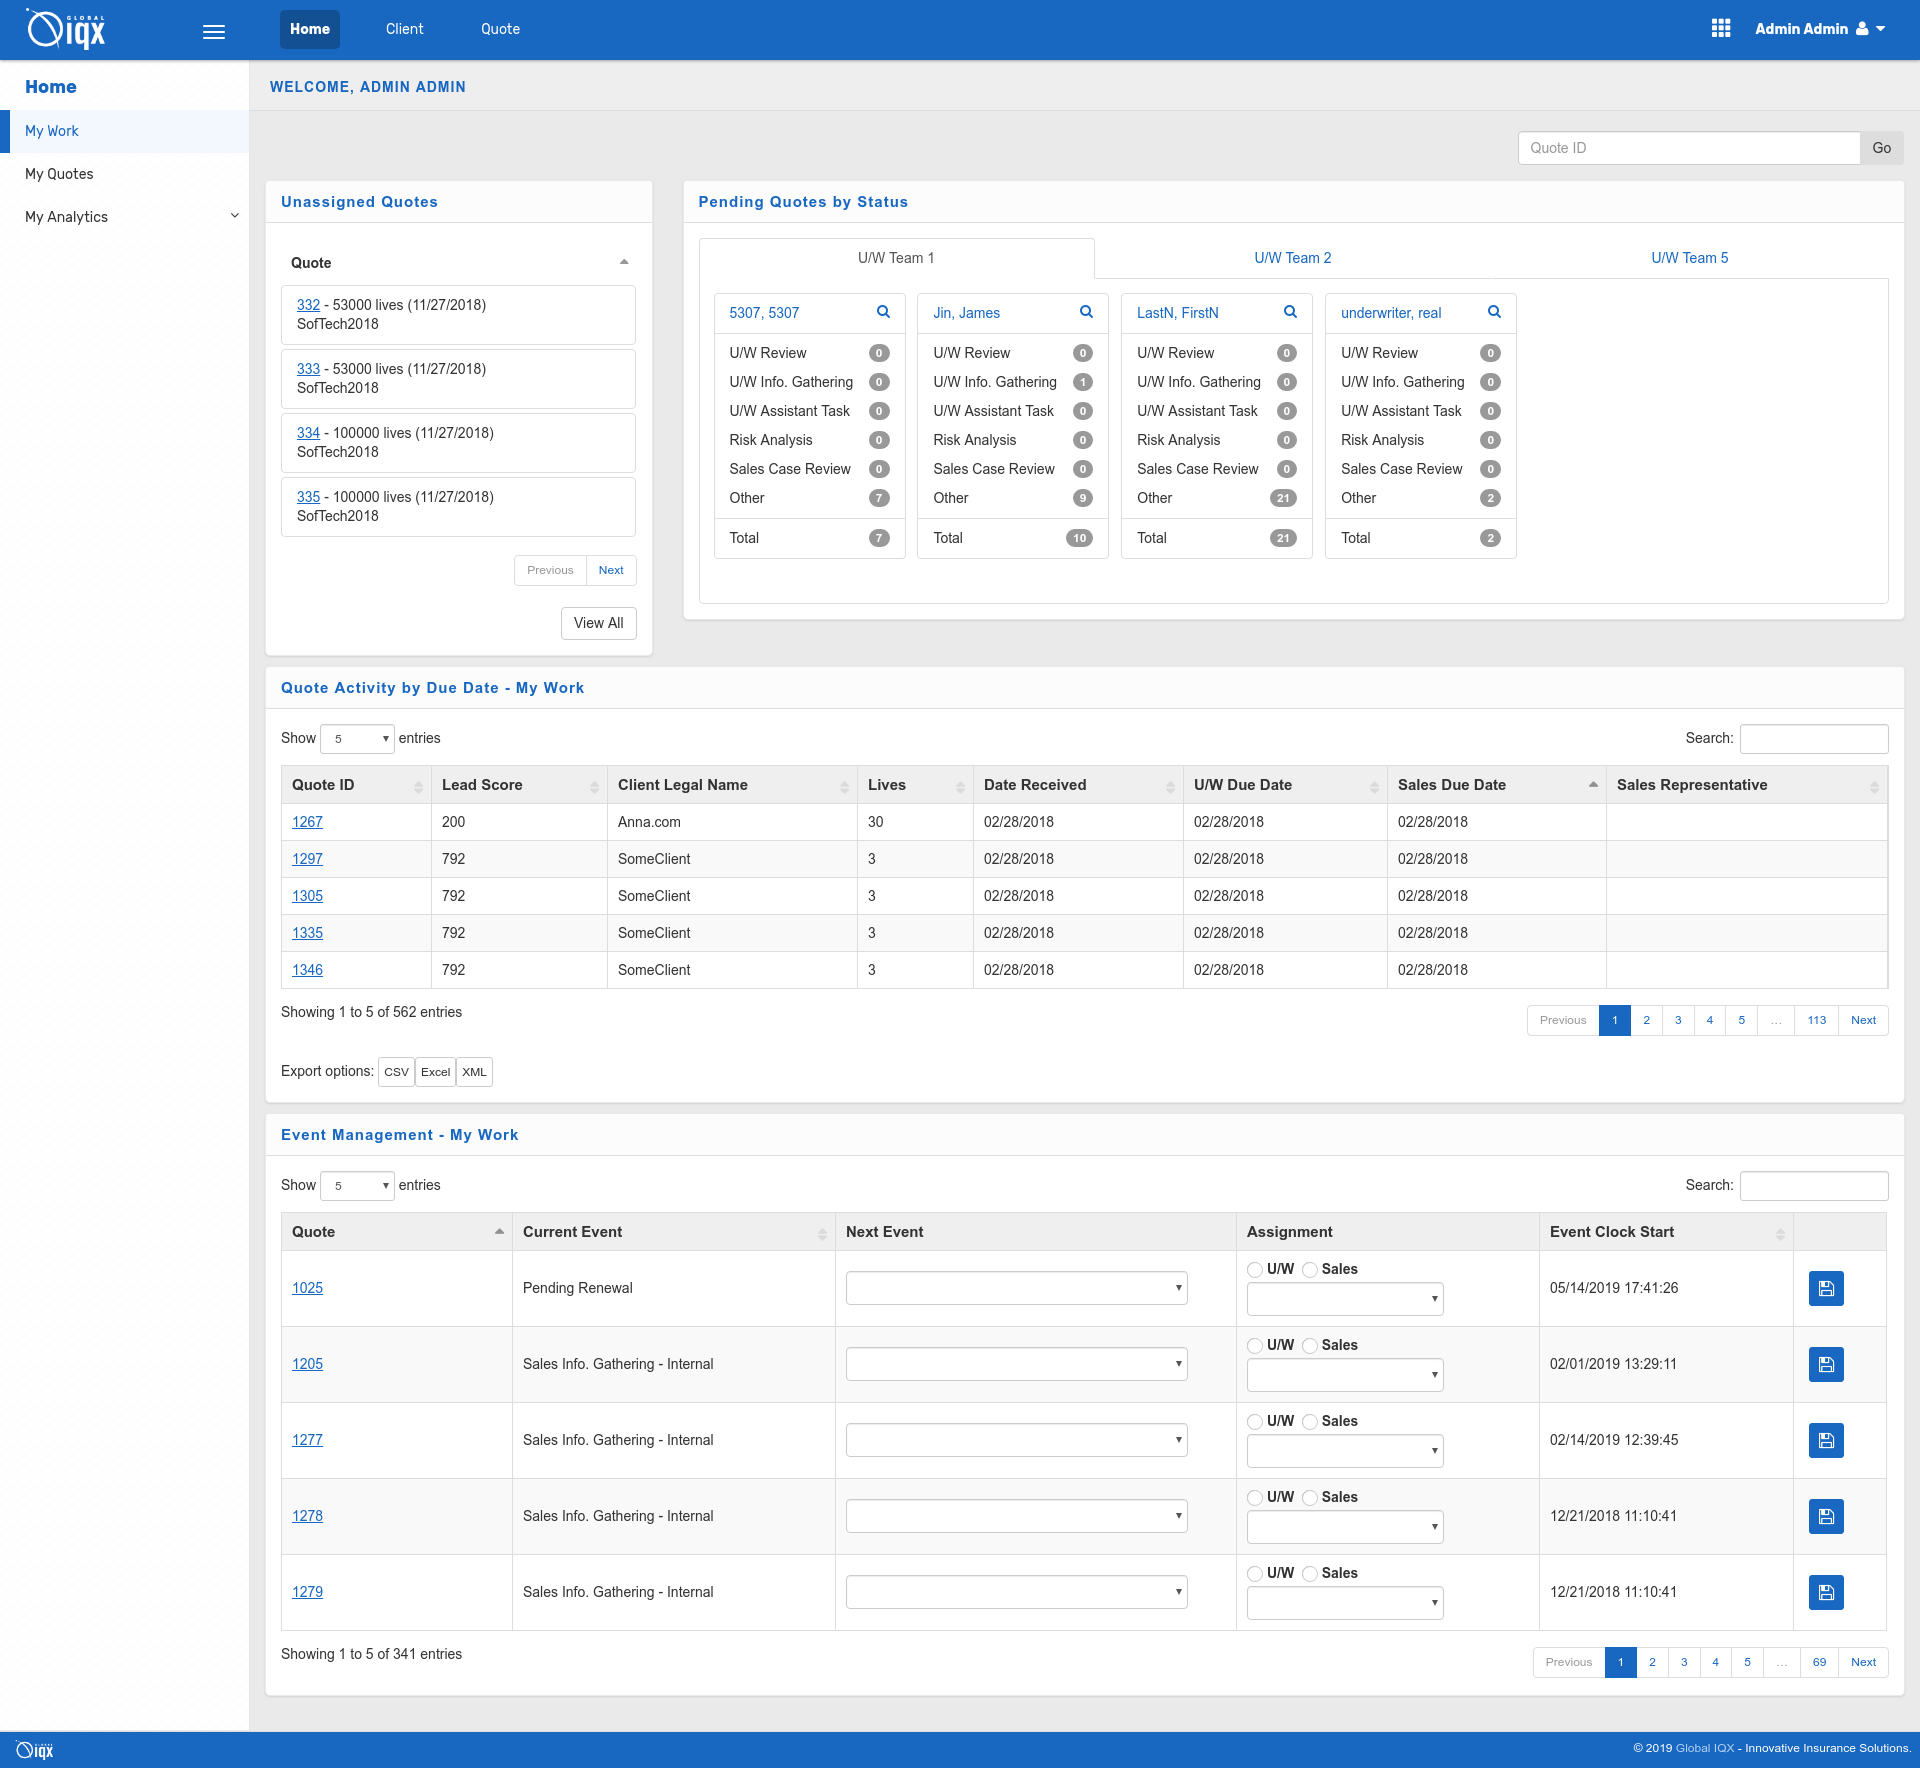 GLOBAL
iqx
Home
Client
Quote
Admin Admin
Home
My Work
My Quotes
My Analytics
WELCOME, ADMIN ADMIN
Quote ID
Go
Unassigned Quotes
Quote
332 - 53000 lives (11/27/2018)
SofTech2018
333 - 53000 lives (11/27/2018)
SofTech2018
334 - 100000 lives (11/27/2018)
SofTech2018
335 - 100000 lives (11/27/2018)
SofTech2018
Previous Next
View All
Pending Quotes by Status
U/W Team 1 U/W Team 2 U/W Team 5
5307, 5307
U/W Review 0
U/W Info. Gathering 0
U/W Assistant Task 0
Risk Analysis 0
Sales Case Review 0
Other 7
Total 7
Jin, James
U/W Review 0
U/W Info. Gathering 1
U/W Assistant Task 0
Risk Analysis 0
Sales Case Review 0
Other 9
Total 10
LastN, FirstN
U/W Review 0
U/W Info. Gathering 0
U/W Assistant Task 0
Risk Analysis 0
Sales Case Review 0
Other 21
Total 21
underwriter, real
U/W Review 0
U/W Info. Gathering 0
U/W Assistant Task 0
Risk Analysis 0
Sales Case Review 0
Other 2
Total 2
Quote Activity by Due Date - My Work
Show 5 entries
Search:
Quote ID Lead Score Client Legal Name Lives Date Received U/W Due Date Sales Due Date Sales Representative
1267 200 Anna.com 30 02/28/2018 02/28/2018 02/28/2018
1297 792 SomeClient 3 02/28/2018 02/28/2018 02/28/2018
1305 792 SomeClient 3 02/28/2018 02/28/2018 02/28/2018
1335 792 SomeClient 3 02/28/2018 02/28/2018 02/28/2018
1346 792 SomeClient 3 02/28/2018 02/28/2018 02/28/2018
Showing 1 to 5 of 562 entries
Previous 1 2 3 4 5 … 113 Next
Export options: CSV Excel XML
Event Management - My Work
Show 5 entries
Search:
Quote Current Event Next Event Assignment Event Clock Start
1025 Pending Renewal U/W Sales 05/14/2019 17:41:26
1205 Sales Info. Gathering - Internal U/W Sales 02/01/2019 13:29:11
1277 Sales Info. Gathering - Internal U/W Sales 02/14/2019 12:39:45
1278 Sales Info. Gathering - Internal U/W Sales 12/21/2018 11:10:41
1279 Sales Info. Gathering - Internal U/W Sales 12/21/2018 11:10:41
Showing 1 to 5 of 341 entries
Previous 1 2 3 4 5 … 69 Next
iqx
© 2019 Global IQX - Innovative Insurance Solutions.